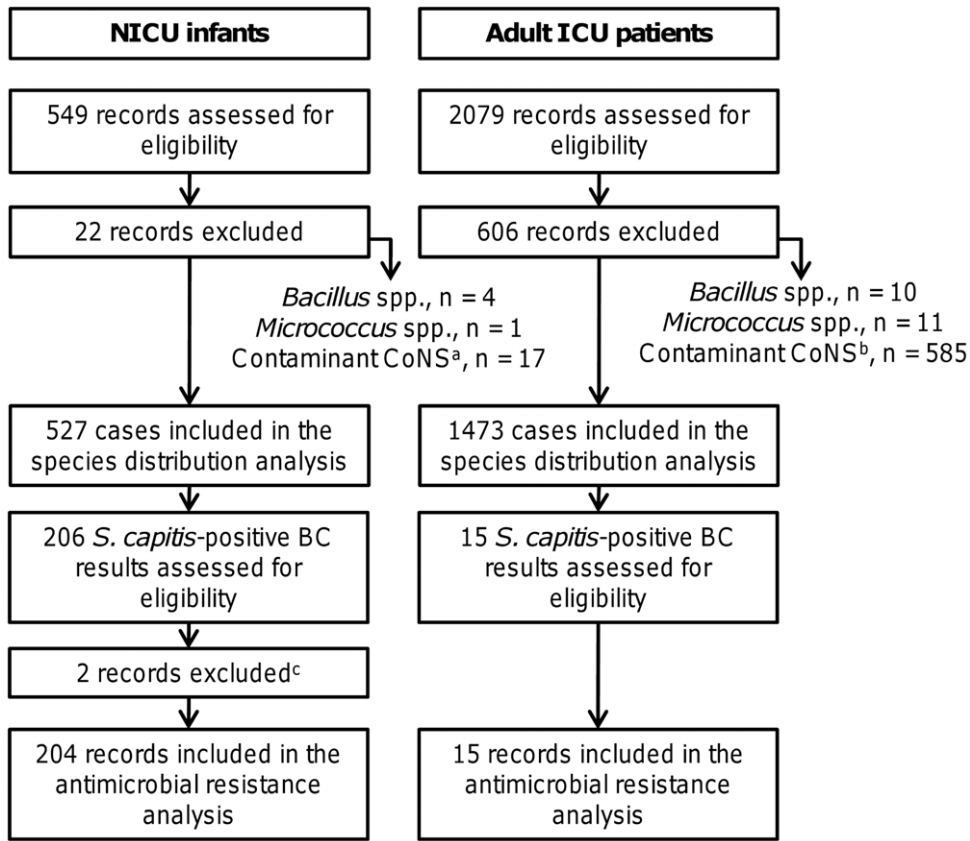 NICU infants
549 records assessed for
eligibility
22 records excluded
Bacillus spp., n = 4
Micrococcus spp., n = 1
Contaminant CoNSᵃ, n = 17
527 cases included in the
species distribution analysis
206 S. capitis-positive BC
results assessed for
eligibility
2 records excludedᶜ
204 records included in the
antimicrobial resistance
analysis
Adult ICU patients
2079 records assessed for
eligibility
606 records excluded
Bacillus spp., n = 10
Micrococcus spp., n = 11
Contaminant CoNSᵇ, n = 585
1473 cases included in the
species distribution analysis
15 S. capitis-positive BC
results assessed for
eligibility
15 records included in the
antimicrobial resistance
analysis